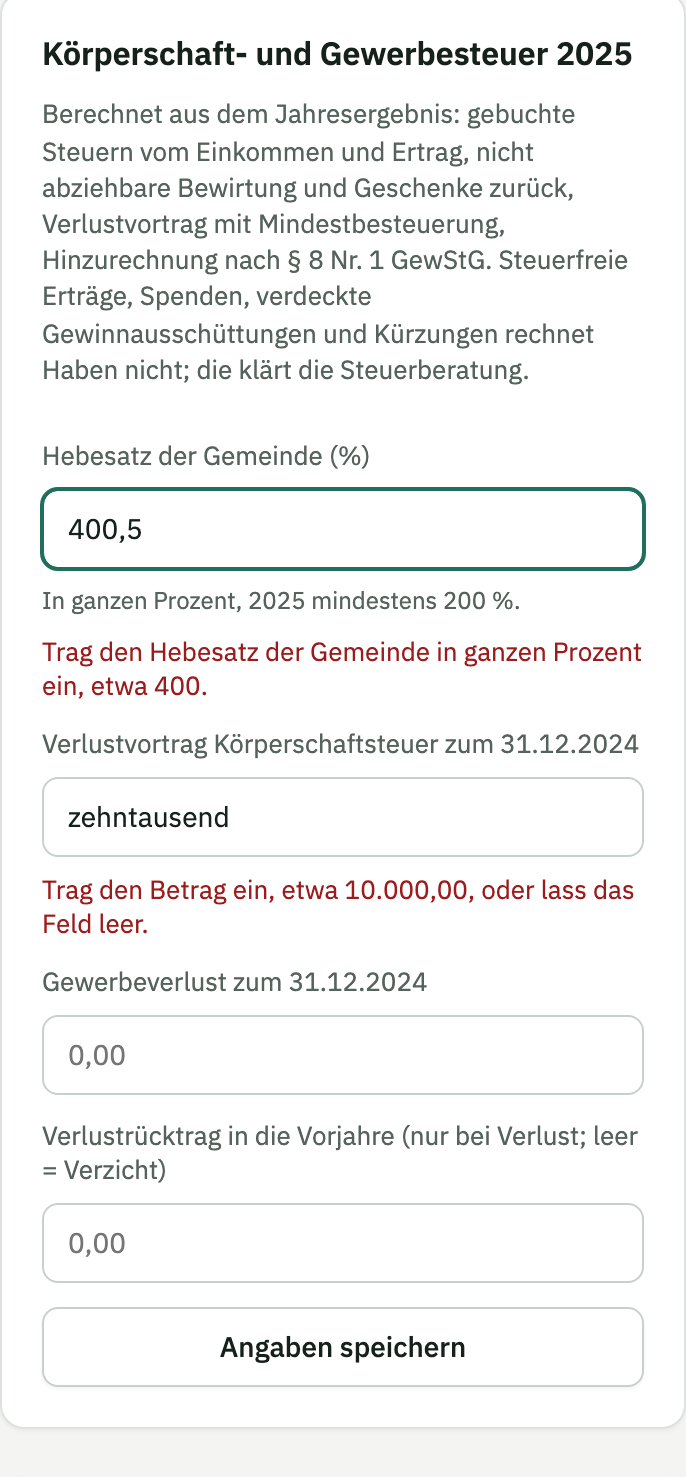 Körperschaft- und Gewerbesteuer 2025
Berechnet aus dem Jahresergebnis: gebuchte
Steuern vom Einkommen und Ertrag, nicht
abziehbare Bewirtung und Geschenke zurück,
Verlustvortrag mit Mindestbesteuerung,
Hinzurechnung nach § 8 Nr. 1 GewStG. Steuerfreie
Erträge, Spenden, verdeckte
Gewinnausschüttungen und Kürzungen rechnet
Haben nicht; die klärt die Steuerberatung.
Hebesatz der Gemeinde (%)
400,5
In ganzen Prozent, 2025 mindestens 200 %.
Trag den Hebesatz der Gemeinde in ganzen Prozent
ein, etwa 400.
Verlustvortrag Körperschaftsteuer zum 31.12.2024
zehntausend
Trag den Betrag ein, etwa 10.000,00, oder lass das
Feld leer.
Gewerbeverlust zum 31.12.2024
0,00
Verlustrücktrag in die Vorjahre (nur bei Verlust; leer
= Verzicht)
0,00
Angaben speichern